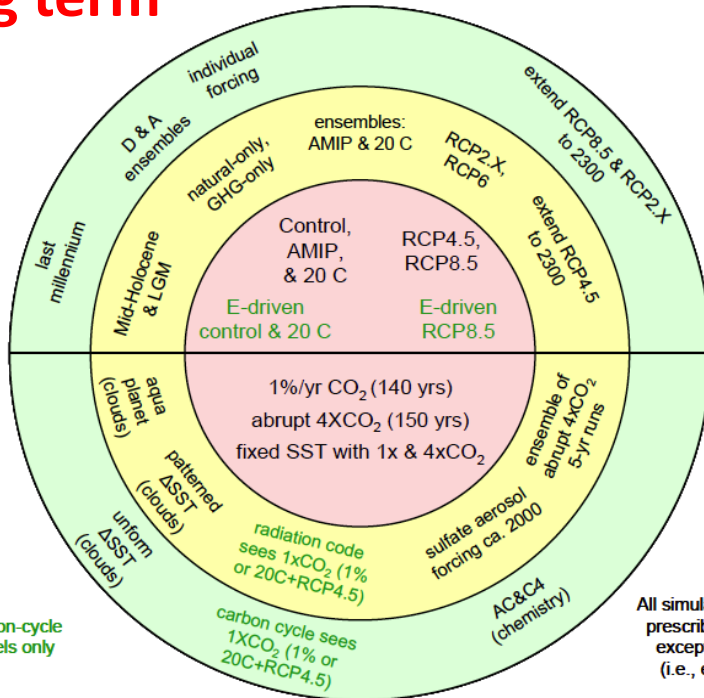 g term
individual
forcing
D & A
ensembles
last
millennium
extend RCP8.5 & RCP2.X
to 2300
natural-only,
GHG-only
ensembles:
AMIP & 20 C
RCP2.X,
RCP6
Mid-Holocene
& LGM
extend RCP4.5
to 2300
Control,
AMIP,
& 20 C
RCP4.5,
RCP8.5
E-driven
control & 20 C
E-driven
RCP8.5
1%/yr CO₂ (140 yrs)
abrupt 4XCO₂ (150 yrs)
fixed SST with 1x & 4xCO₂
aqua
planet
(clouds)
patterned
ΔSST
(clouds)
unform
ΔSST
(clouds)
radiation code
sees 1xCO₂ (1%
or 20C+RCP4.5)
sulfate aerosol
forcing ca. 2000
ensemble of
abrupt 4xCO₂
5-yr runs
carbon cycle sees
1XCO₂ (1% or
20C+RCP4.5)
AC&C4
(chemistry)
on-cycle
els only
All simula
prescrib
except
(i.e., e